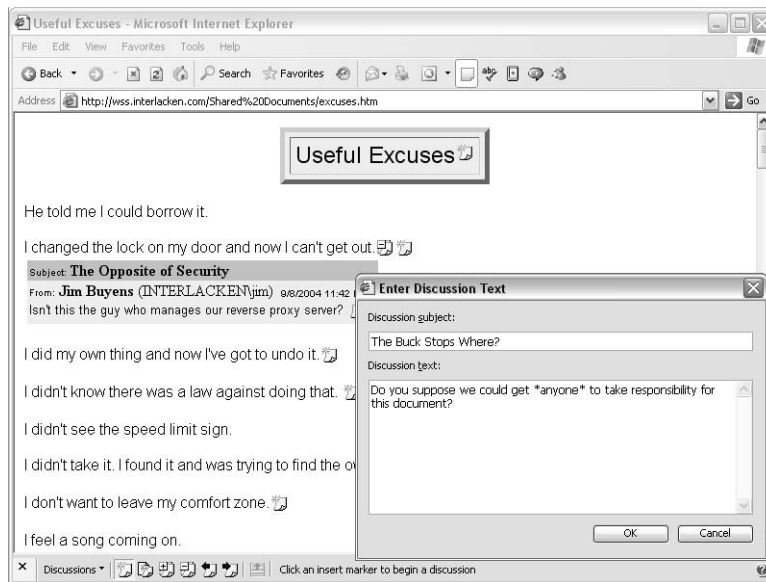 Useful Excuses - Microsoft Internet Explorer
File Edit View Favorites Tools Help
Back Search Favorites
Address http://wss.interlacken.com/Shared%20Documents/excuses.htm Go
Useful Excuses
He told me I could borrow it.
I changed the lock on my door and now I can't get out.
Subject: The Opposite of Security
From: Jim Buyens (INTERLACKEN\jim) 9/8/2004 11:42
Isn't this the guy who manages our reverse proxy server?
I did my own thing and now I've got to undo it.
I didn't know there was a law against doing that.
I didn't see the speed limit sign.
I didn't take it. I found it and was trying to find the
I don't want to leave my comfort zone.
I feel a song coming on.
Enter Discussion Text
Discussion subject:
The Buck Stops Where?
Discussion text:
Do you suppose we could get *anyone* to take responsibility for
this document?
OK Cancel
Discussions Click an insert marker to begin a discussion